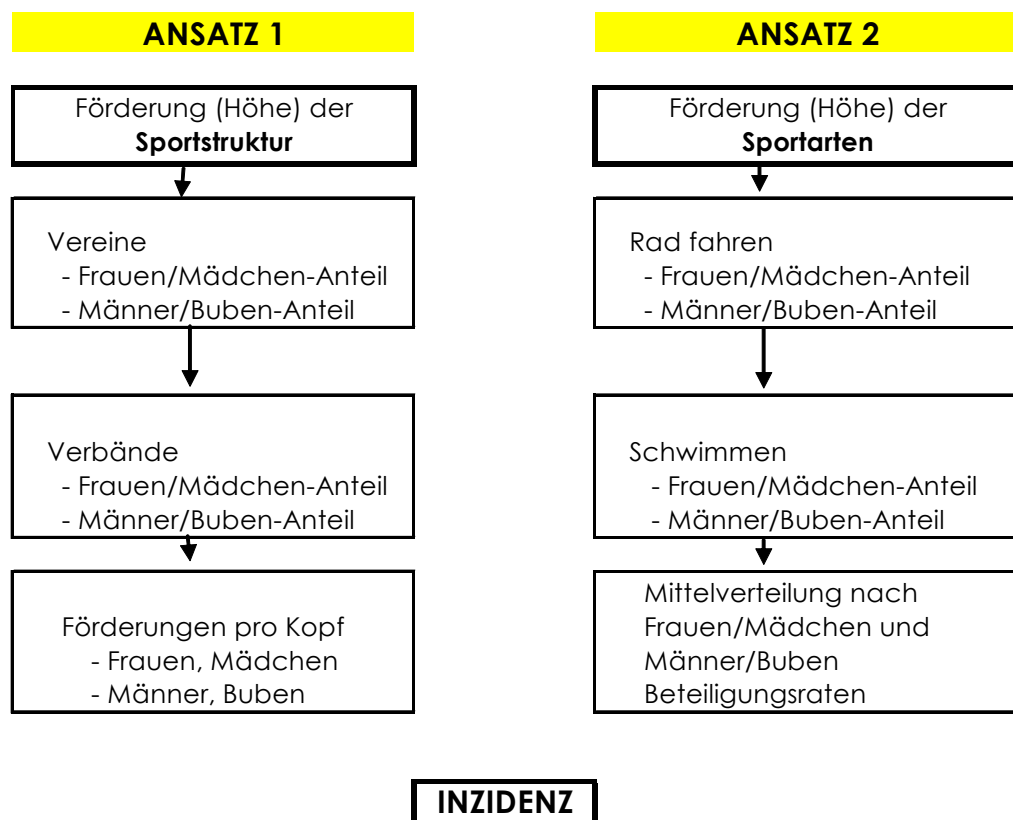 ANSATZ 1
Förderung (Höhe) der
Sportstruktur
Vereine
- Frauen/Mädchen-Anteil
- Männer/Buben-Anteil
Verbände
- Frauen/Mädchen-Anteil
- Männer/Buben-Anteil
Förderungen pro Kopf
- Frauen, Mädchen
- Männer, Buben
ANSATZ 2
Förderung (Höhe) der
Sportarten
Rad fahren
- Frauen/Mädchen-Anteil
- Männer/Buben-Anteil
Schwimmen
- Frauen/Mädchen-Anteil
- Männer/Buben-Anteil
Mittelverteilung nach
Frauen/Mädchen und
Männer/Buben
Beteiligungsraten
INZIDENZ